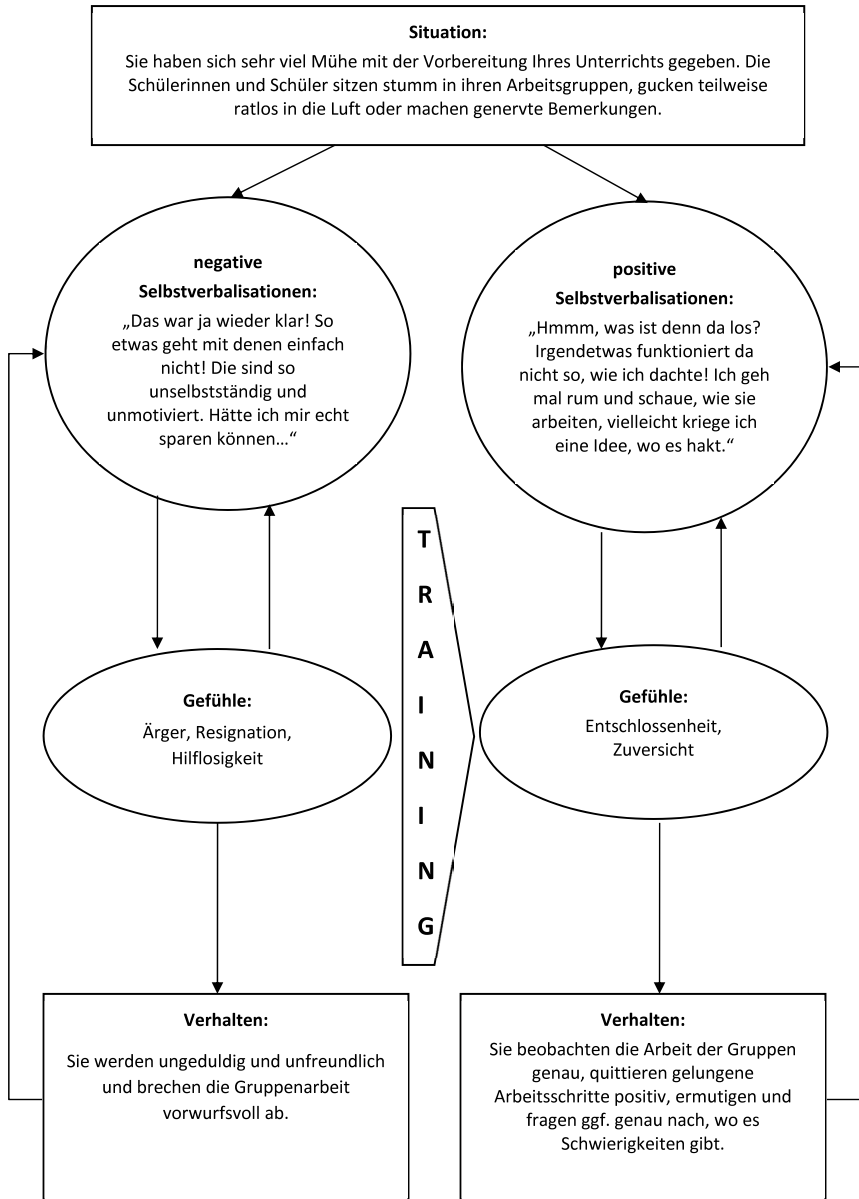 Situation:
Sie haben sich sehr viel Mühe mit der Vorbereitung Ihres Unterrichts gegeben. Die
Schülerinnen und Schüler sitzen stumm in ihren Arbeitsgruppen, gucken teilweise
ratlos in die Luft oder machen genervte Bemerkungen.
negative
Selbstverbalisationen:
„Das war ja wieder klar! So
etwas geht mit denen einfach
nicht! Die sind so
unselbstständig und
unmotiviert. Hätte ich mir echt
sparen können…“
positive
Selbstverbalisationen:
„Hmmm, was ist denn da los?
Irgendetwas funktioniert da
nicht so, wie ich dachte! Ich geh
mal rum und schaue, wie sie
arbeiten, vielleicht kriege ich
eine Idee, wo es hakt.“
T
R
A
I
N
I
N
G
Gefühle:
Ärger, Resignation,
Hilflosigkeit
Gefühle:
Entschlossenheit,
Zuversicht
Verhalten:
Sie werden ungeduldig und unfreundlich
und brechen die Gruppenarbeit
vorwurfsvoll ab.
Verhalten:
Sie beobachten die Arbeit der Gruppen
genau, quittieren gelungene
Arbeitsschritte positiv, ermutigen und
fragen ggf. genau nach, wo es
Schwierigkeiten gibt.